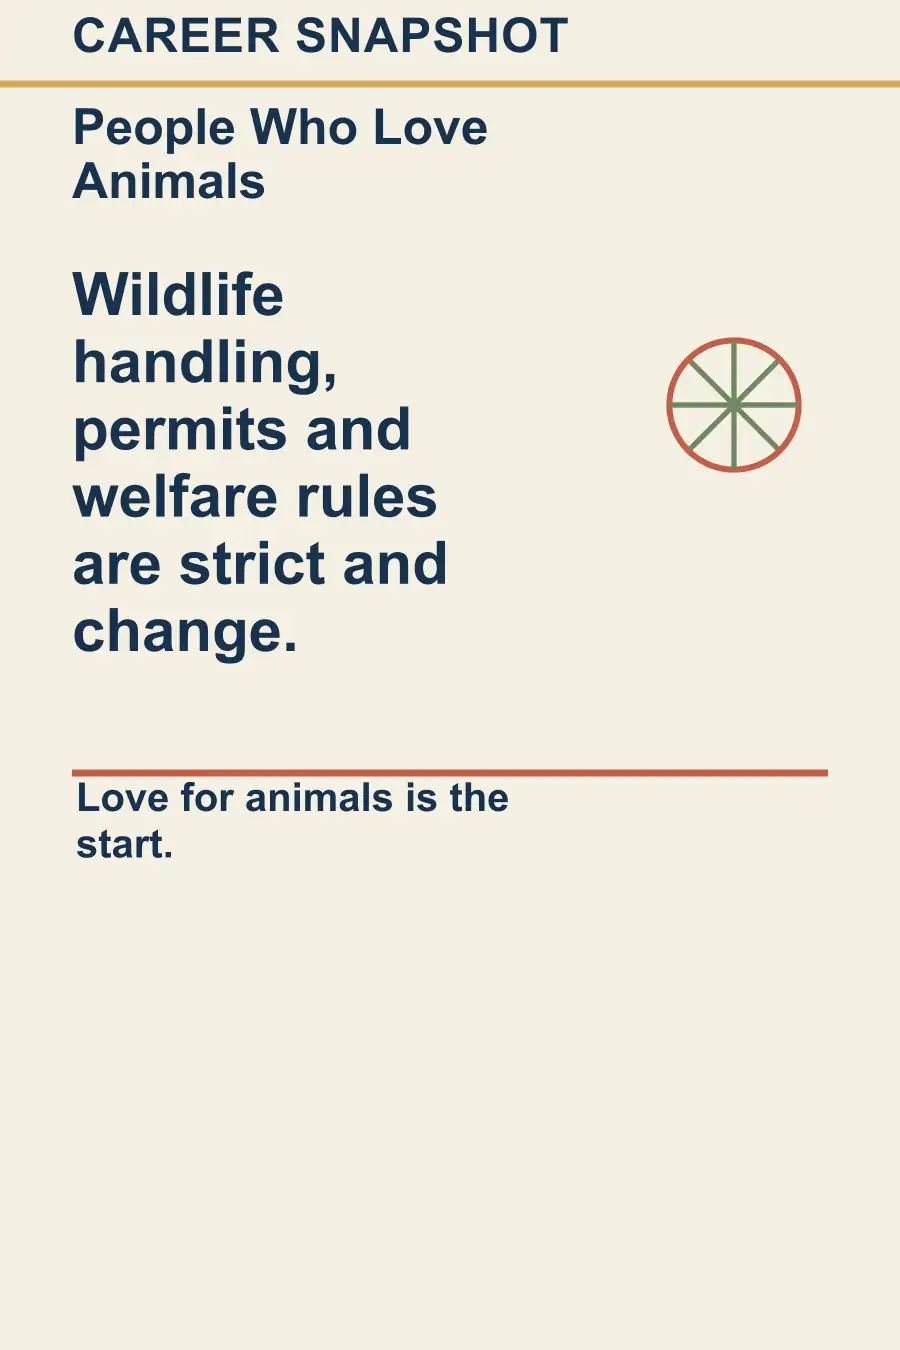 CAREER SNAPSHOT
People Who Love
Animals
Wildlife
handling,
permits and
welfare rules
are strict and
change.
Love for animals is the
start.